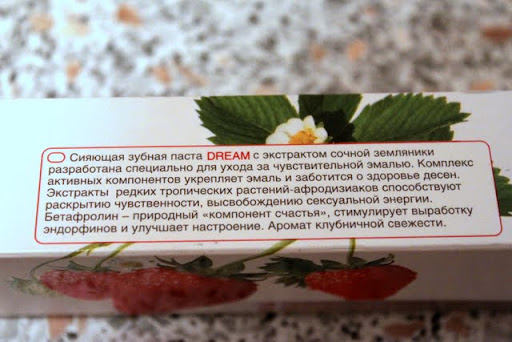 Сияющая зубная паста DREAM с экстрактом сочной земляники
разработана специально для ухода за чувствительной эмалью. Комплекс
активных компонентов укрепляет эмаль и заботится о здоровье десен.
Экстракты редких тропических растений-афродизиаков способствуют
раскрытию чувственности, высвобождению сексуальной энергии.
Бетафролин – природный «компонент счастья», стимулирует выработку
эндорфинов и улучшает настроение. Аромат клубничной свежести.